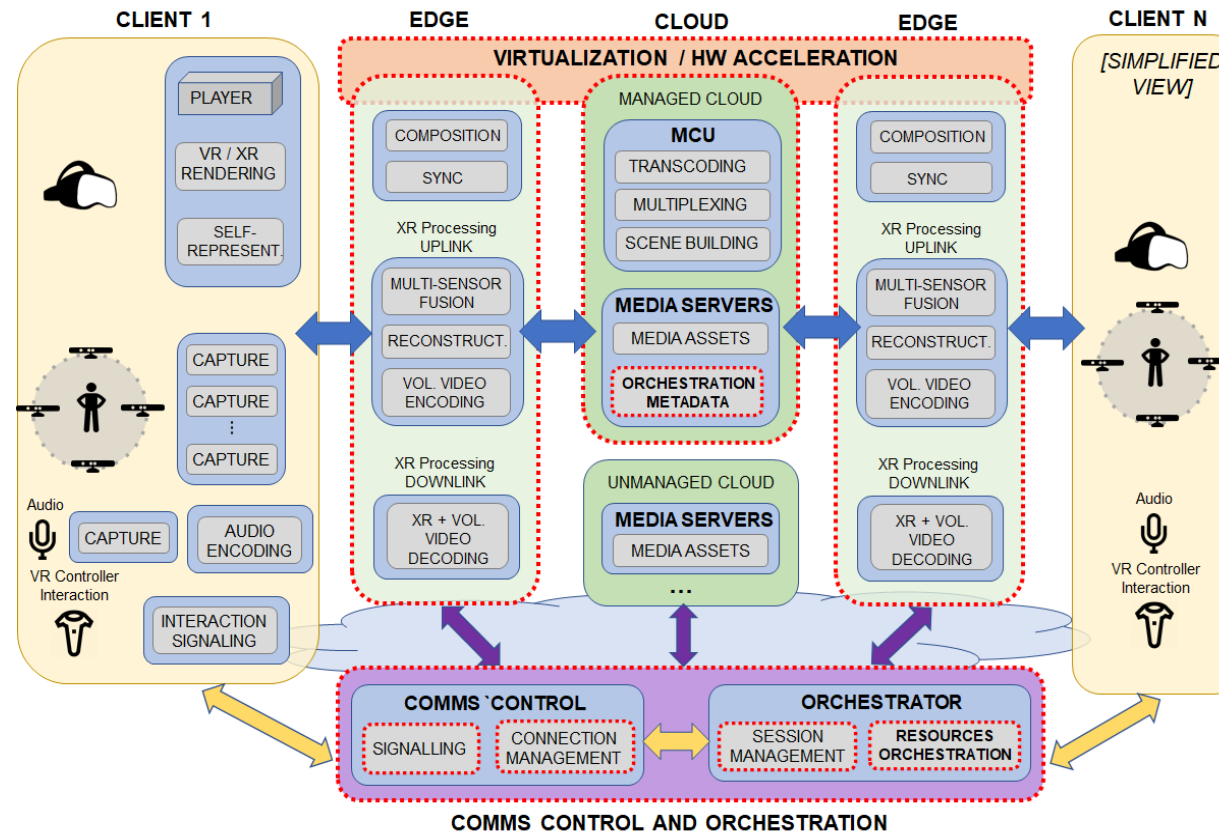 CLIENT 1
EDGE
CLOUD
EDGE
CLIENT N
VIRTUALIZATION / HW ACCELERATION
[SIMPLIFIED
VIEW]
PLAYER
VR / XR
RENDERING
SELF-
REPRESENT.
CAPTURE
CAPTURE
⋮
CAPTURE
Audio
CAPTURE
AUDIO
ENCODING
VR Controller
Interaction
INTERACTION
SIGNALING
COMPOSITION
SYNC
XR Processing
UPLINK
MULTI-SENSOR
FUSION
RECONSTRUCT.
VOL. VIDEO
ENCODING
XR Processing
DOWNLINK
XR + VOL.
VIDEO
DECODING
MANAGED CLOUD
MCU
TRANSCODING
MULTIPLEXING
SCENE BUILDING
MEDIA SERVERS
MEDIA ASSETS
ORCHESTRATION
METADATA
UNMANAGED CLOUD
MEDIA SERVERS
MEDIA ASSETS
...
COMPOSITION
SYNC
XR Processing
UPLINK
MULTI-SENSOR
FUSION
RECONSTRUCT.
VOL. VIDEO
ENCODING
XR Processing
DOWNLINK
XR + VOL.
VIDEO
DECODING
Audio
VR Controller
Interaction
COMMS `CONTROL
SIGNALLING
CONNECTION
MANAGEMENT
ORCHESTRATOR
SESSION
MANAGEMENT
RESOURCES
ORCHESTRATION
COMMS CONTROL AND ORCHESTRATION